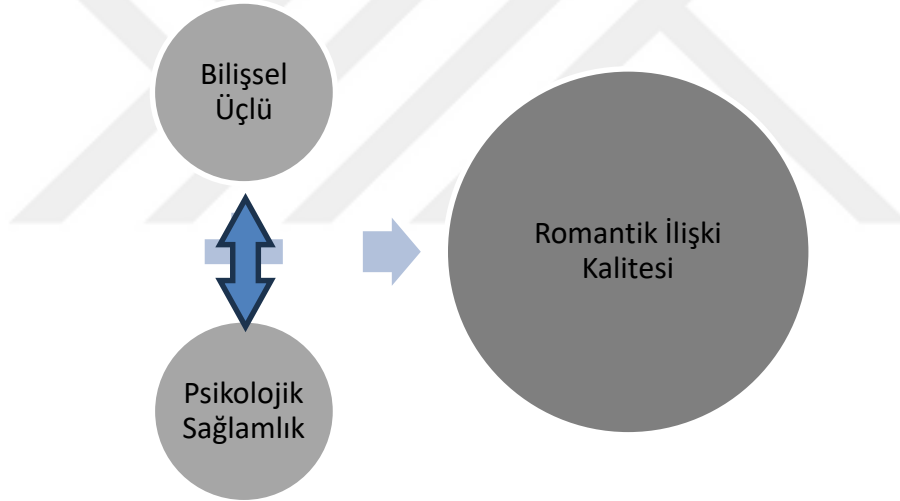 Bilişsel
Üçlü
Romantik İlişki
Kalitesi
Psikolojik
Sağlamlık